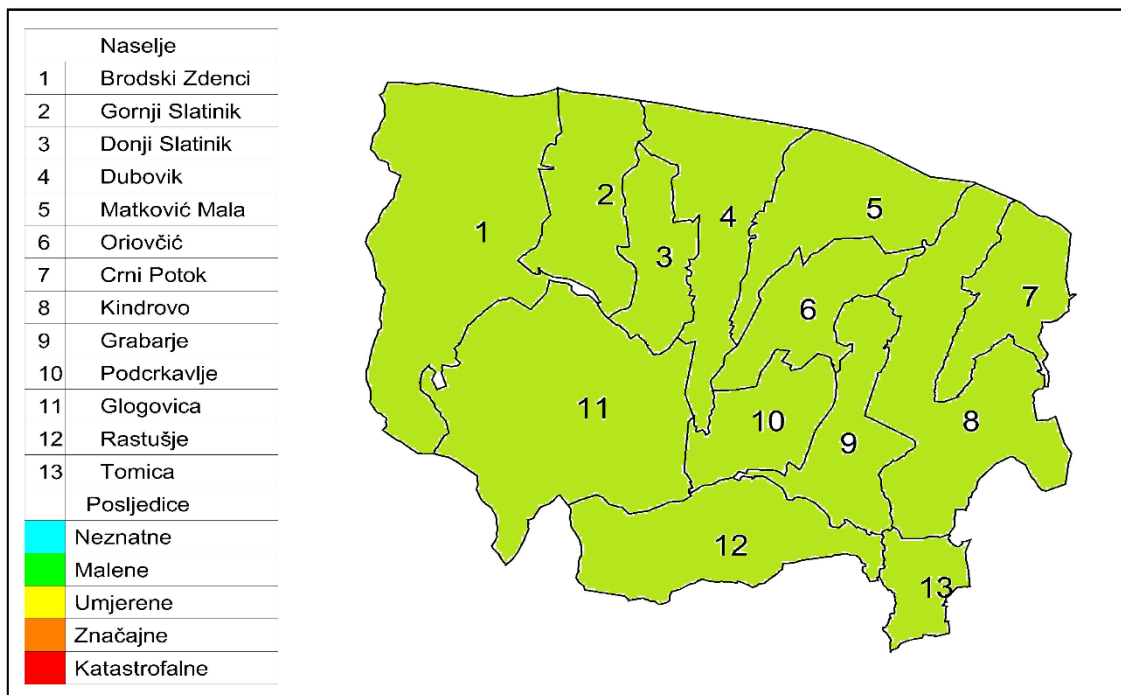 Naselje
1 Brodski Zdenci
2 Gornji Slatinik
3 Donji Slatinik
4 Dubovik
5 Matković Mala
6 Oriovčić
7 Crni Potok
8 Kindrovo
9 Grabarje
10 Podcrkavlje
11 Glogovica
12 Rastušje
13 Tomica
Posljedice
Neznatne
Malene
Umjerene
Značajne
Katastrofalne
1
2
3
4
5
6
7
8
9
10
11
12
13